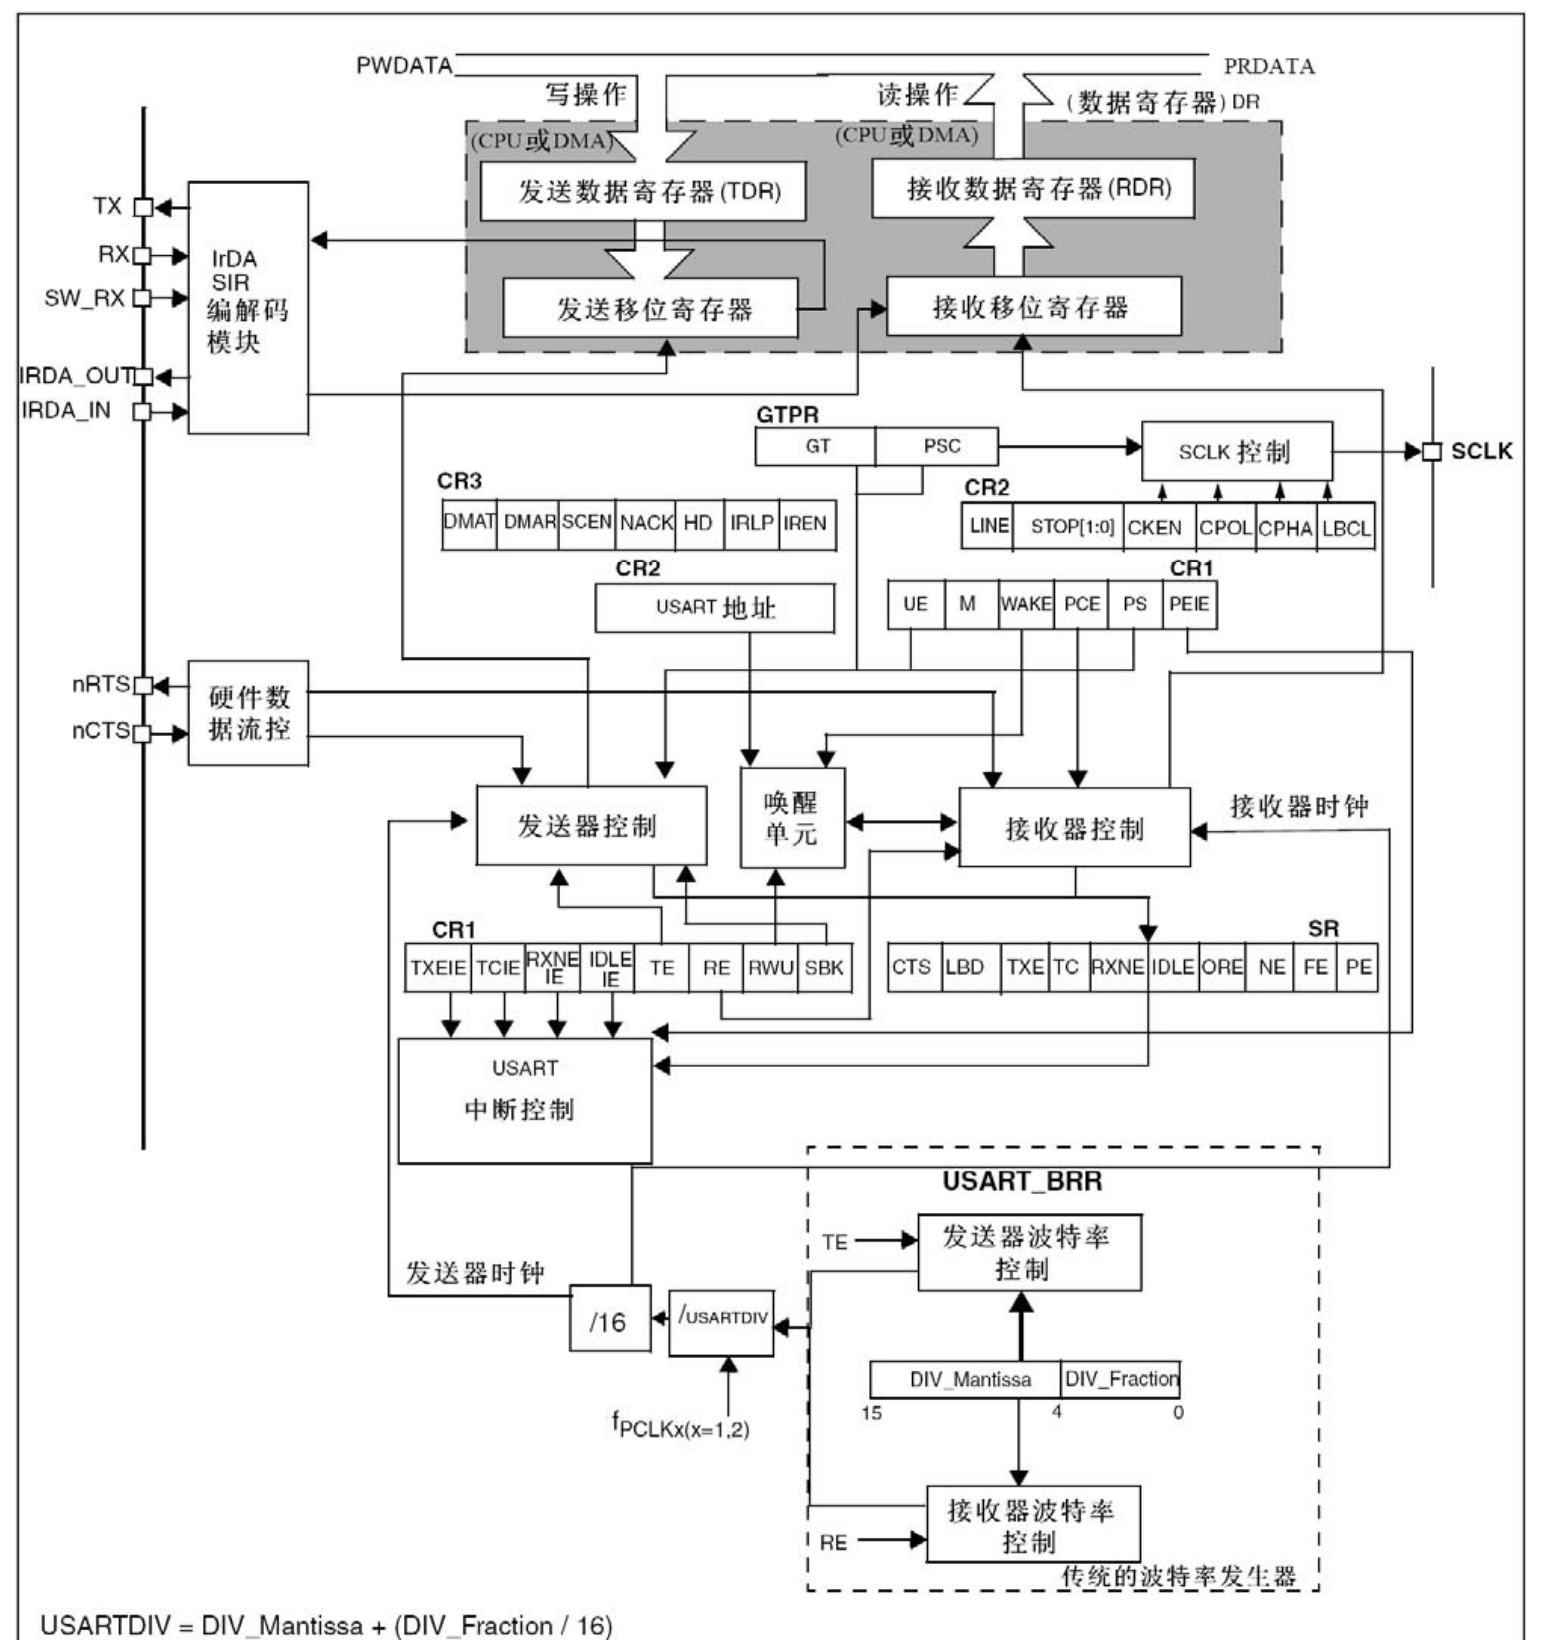 PWDATA
PRDATA
写操作
读操作
(数据寄存器) DR
(CPU或DMA)
(CPU或DMA)
发送数据寄存器 (TDR)
接收数据寄存器 (RDR)
TX
RX
SW_RX
IRDA_OUT
IRDA_IN
IrDA
SIR
编解码
模块
发送移位寄存器
接收移位寄存器
GTPR
GT
PSC
SCLK 控制
SCLK
CR3
DMAT
DMAR
SCEN
NACK
HD
IRLP
IREN
CR2
LINE
STOP[1:0]
CKEN
CPOL
CPHA
LBCL
CR2
USART 地址
CR1
UE
M
WAKE
PCE
PS
PEIE
nRTS
nCTS
硬件数
据流控
发送器控制
唤醒
单元
接收器控制
接收器时钟
CR1
TXEIE
TCIE
RXNE
IE
IDLE
IE
TE
RE
RWU
SBK
SR
CTS
LBD
TXE
TC
RXNE
IDLE
ORE
NE
FE
PE
USART
中断控制
USART_BRR
TE
发送器波特率
控制
发送器时钟
/16
/USARTDIV
fPCLKx(x=1,2)
DIV_Mantissa
DIV_Fraction
15
4
0
RE
接收器波特率
控制
传统的波特率发生器
USARTDIV = DIV_Mantissa + (DIV_Fraction / 16)